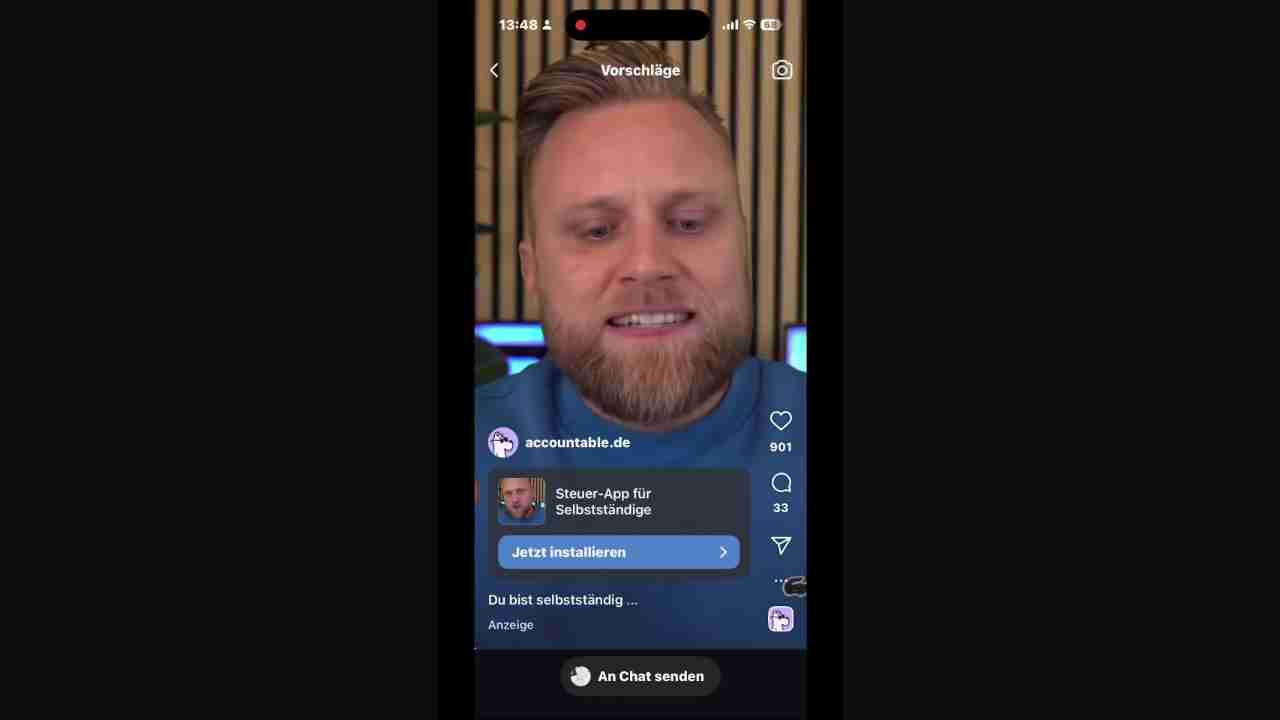 13:48
68
Vorschläge
accountable.de
901
Steuer-App für
Selbstständige
33
Jetzt installieren
Du bist selbstständig ...
Anzeige
An Chat senden